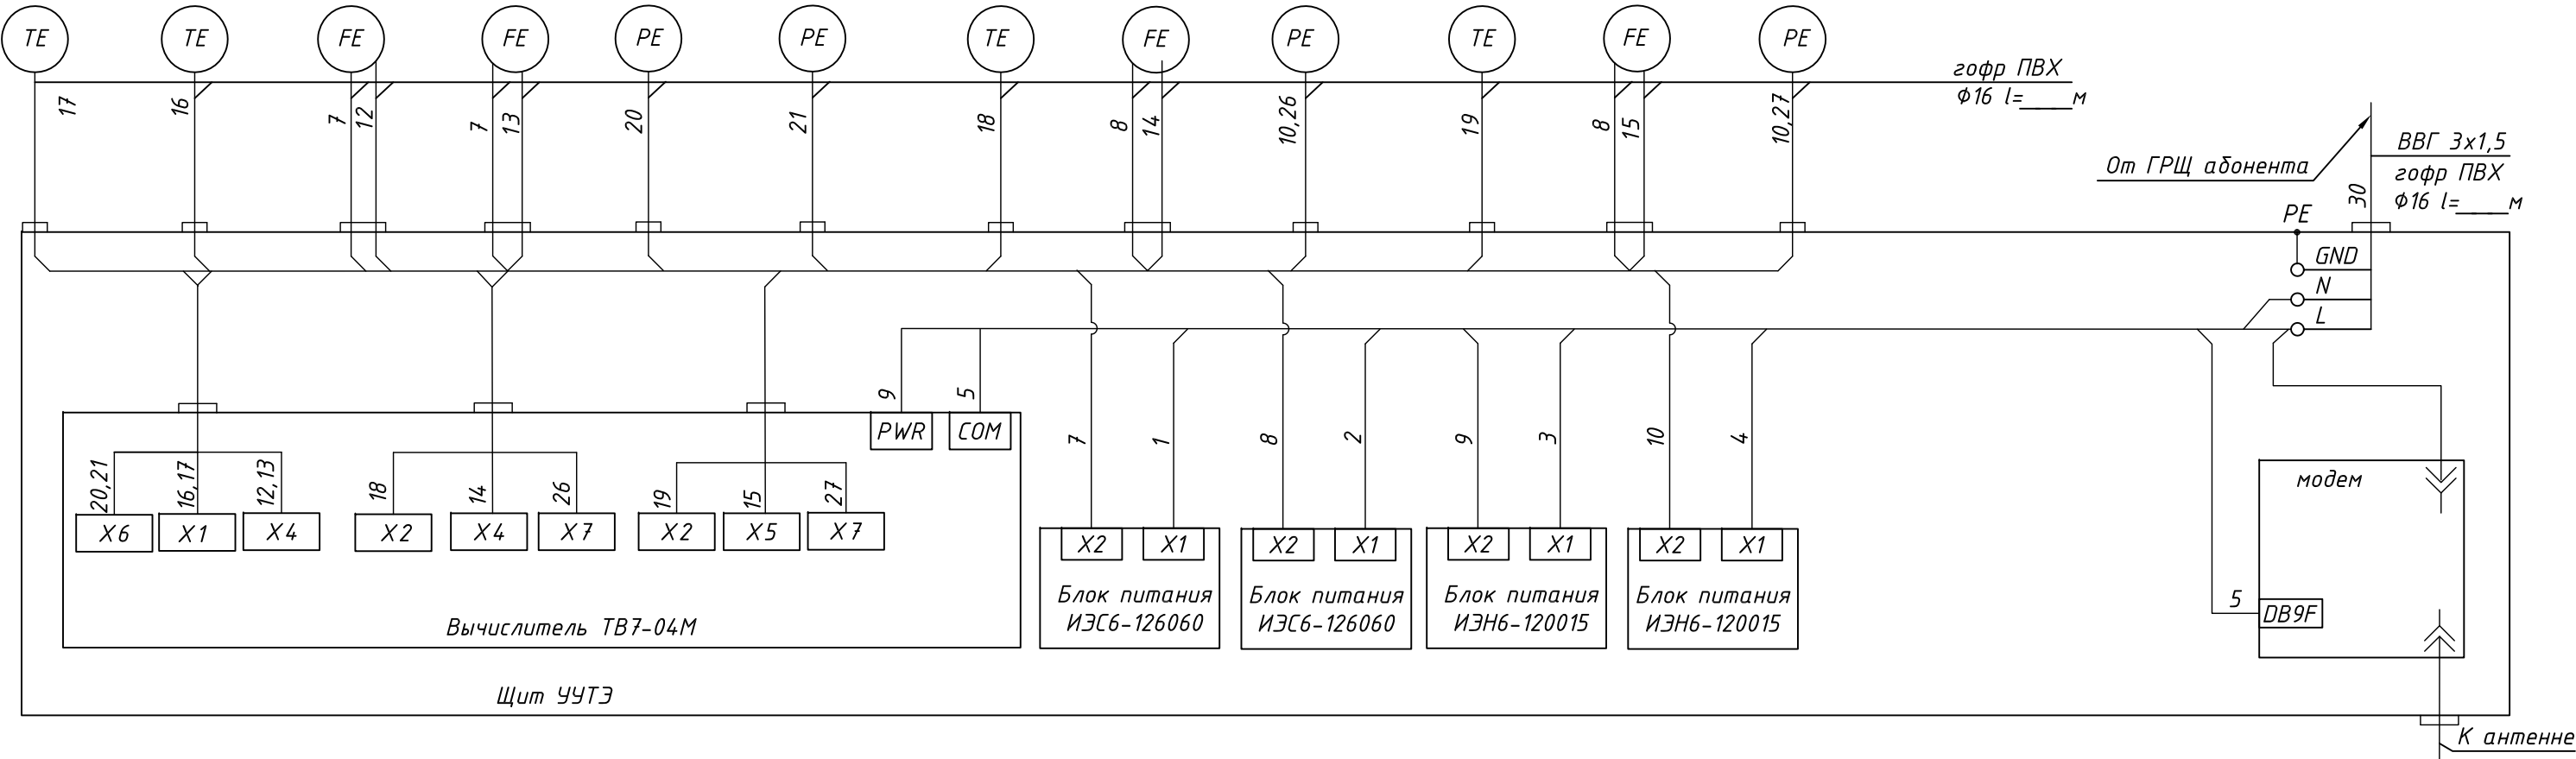 TE TE FE FE PE PE TE FE PE TE FE PE
гофр ПВХ
Ф16 l=____м
17 16 7 12 7 13 20 21 18 8 14 10,26 19 8 15 10,27
ВВГ 3х1,5
От ГРЩ абонента
гофр ПВХ
Ф16 l=____м
30
PE
GND
N
L
9 5
PWR COM
7 1 8 2 9 3 10 4
20,21 16,17 12,13 18 14 26 19 15 27
X6 X1 X4 X2 X4 X7 X2 X5 X7
модем
X2 X1 X2 X1 X2 X1 X2 X1
Блок питания
ИЭС6-126060
Блок питания
ИЭС6-126060
Блок питания
ИЭН6-120015
Блок питания
ИЭН6-120015
5
DB9F
Вычислитель ТВ7-04М
Щит УУТЭ
К антенне